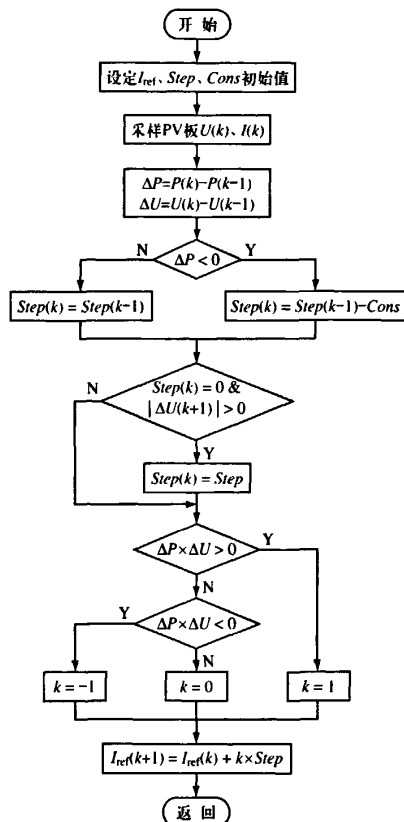 开 始
设定Iref、Step、Cons初始值
采样PV板U(k)、I(k)
ΔP=P(k)-P(k-1)
ΔU=U(k)-U(k-1)
N
ΔP<0
Y
Step(k)=Step(k-1)
Step(k)=Step(k-1)-Cons
N
Step(k)=0 &
|ΔU(k+1)|>0
Y
Step(k)=Step
ΔP×ΔU>0
Y
N
Y
ΔP×ΔU<0
N
k=-1
k=0
k=1
Iref(k+1)=Iref(k)+k×Step
返 回